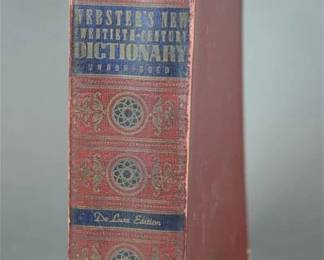 WEBSTER'S NEW
TWENTIETH-CENTURY
DICTIONARY
UNABRIDGED
De Luxe Edition